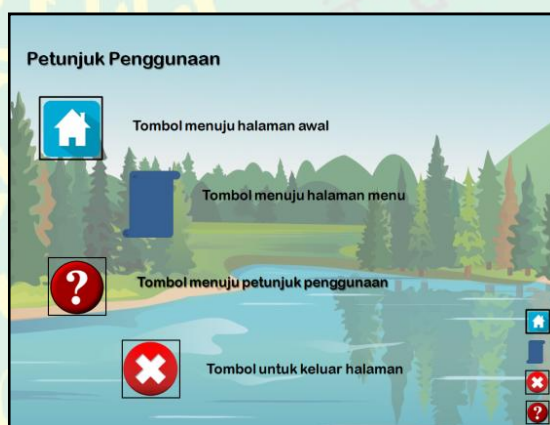 Petunjuk Penggunaan
Tombol menuju halaman awal
Tombol menuju halaman menu
?
Tombol menuju petunjuk penggunaan
Tombol untuk keluar halaman
?